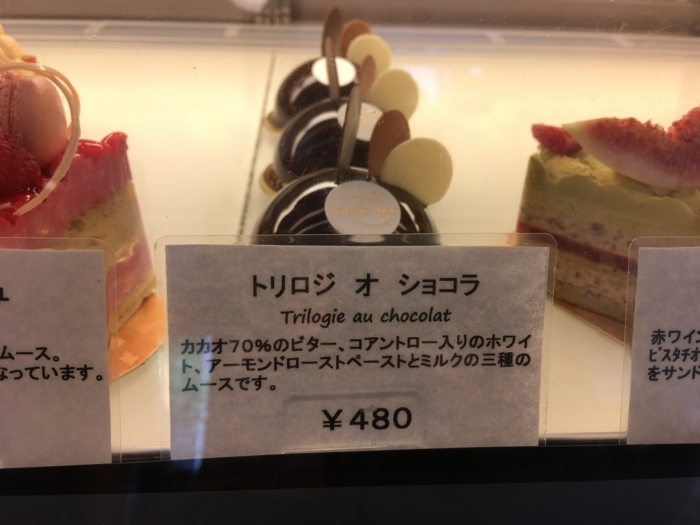 トリロジ オ ショコラ
Trilogie au chocolat
カカオ70%のビター、コアントロー入りのホワイ
ト、アーモンドローストペーストとミルクの三種の
ムースです。
￥480
ムース。
なっています。
赤ワイン
ピスタチオ
をサンド